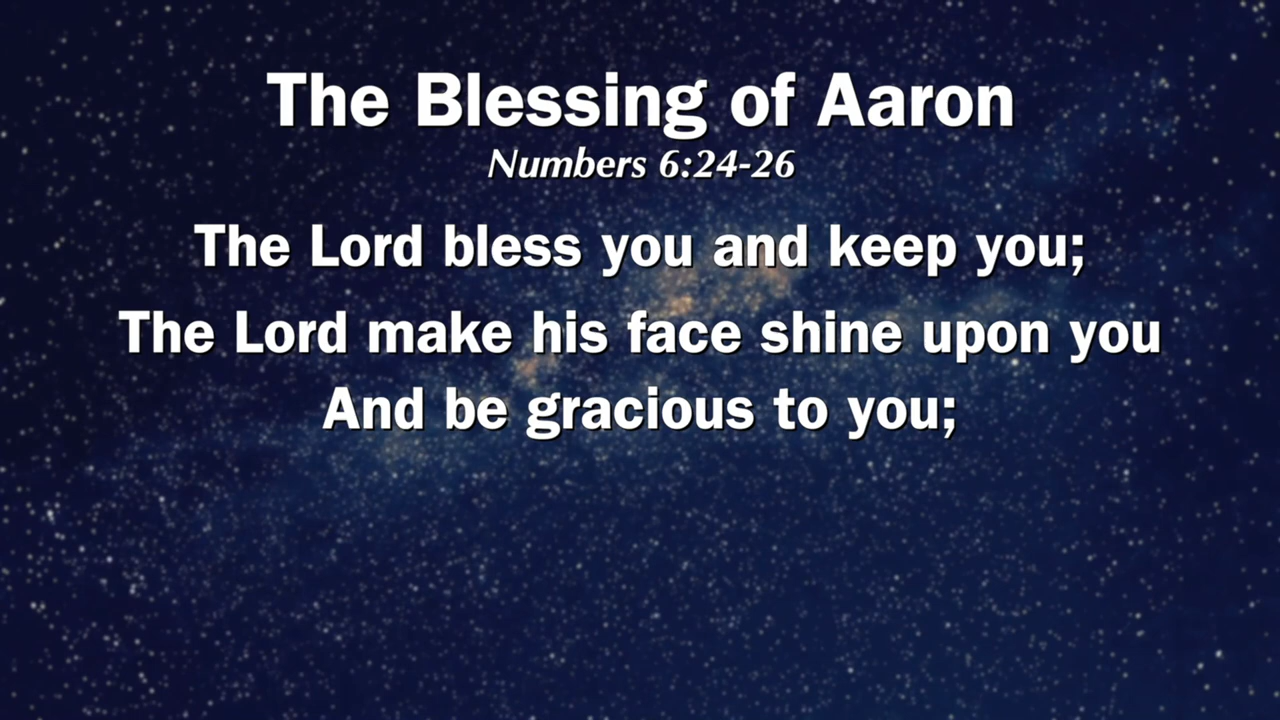 The Blessing of Aaron
Numbers 6:24-26
The Lord bless you and keep you;
The Lord make his face shine upon you
And be gracious to you;